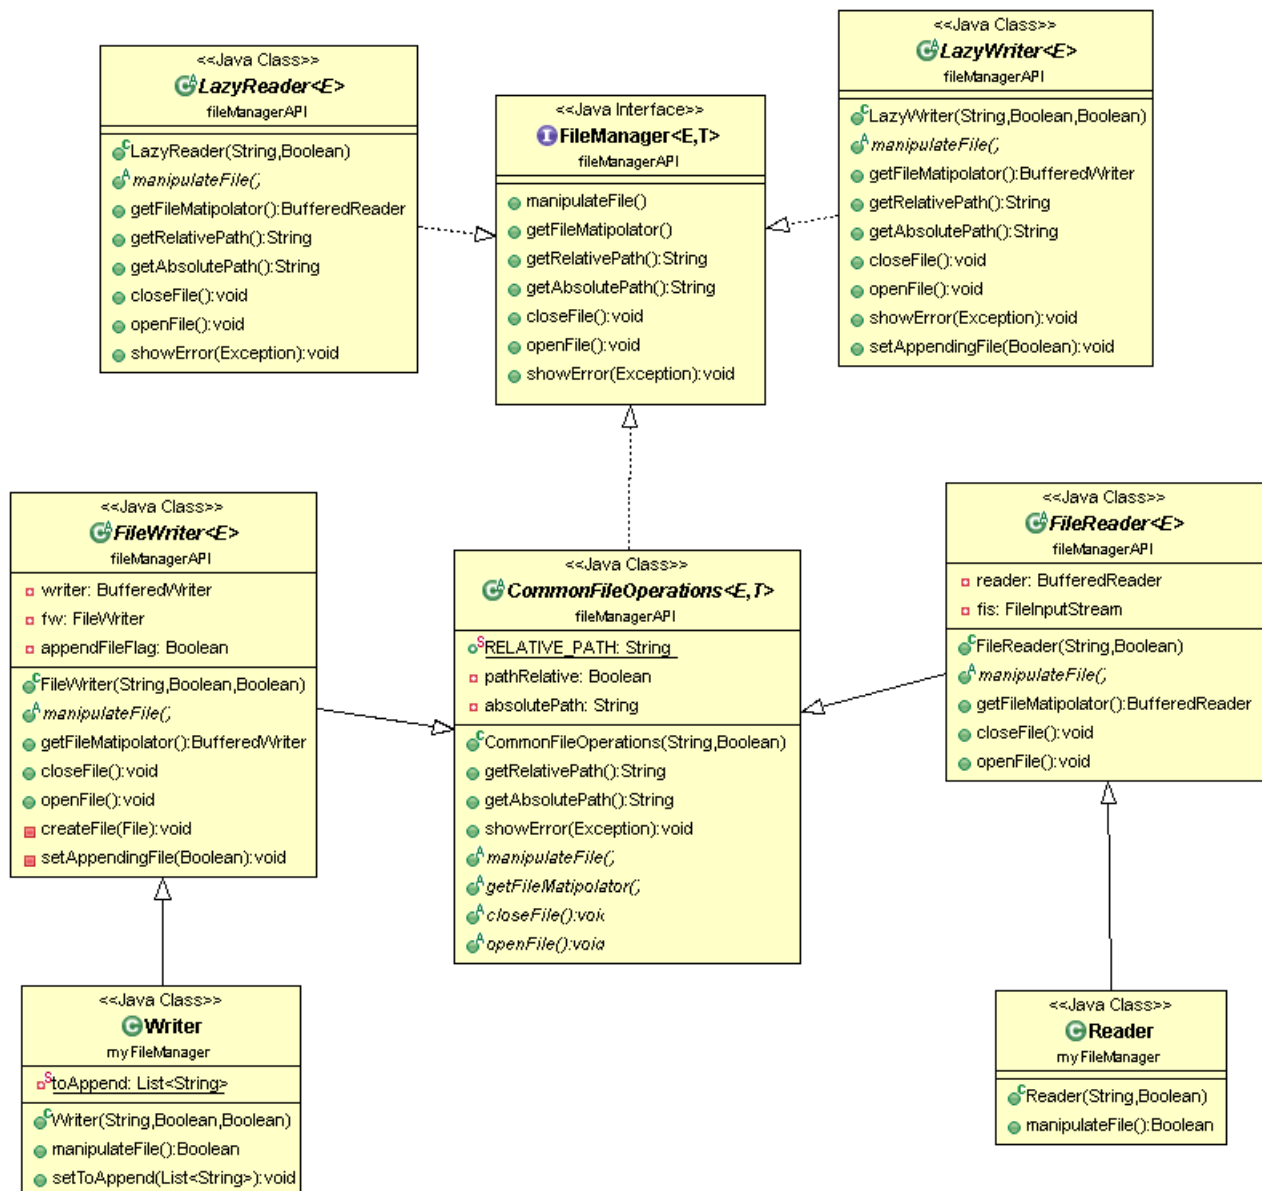 <<Java Class>>
LazyReader<E>
fileManagerAPI
LazyReader(String,Boolean)
manipulateFile()
getFileMatipolator():BufferedReader
getRelativePath():String
getAbsolutePath():String
closeFile():void
openFile():void
showError(Exception):void
<<Java Interface>>
FileManager<E,T>
fileManagerAPI
manipulateFile()
getFileMatipolator()
getRelativePath():String
getAbsolutePath():String
closeFile():void
openFile():void
showError(Exception):void
<<Java Class>>
LazyWriter<E>
fileManagerAPI
LazyWriter(String,Boolean,Boolean)
manipulateFile()
getFileMatipolator():BufferedWriter
getRelativePath():String
getAbsolutePath():String
closeFile():void
openFile():void
showError(Exception):void
setAppendingFile(Boolean):void
<<Java Class>>
FileWriter<E>
fileManagerAPI
writer: BufferedWriter
fw: FileWriter
appendFileFlag: Boolean
FileWriter(String,Boolean,Boolean)
manipulateFile()
getFileMatipolator():BufferedWriter
closeFile():void
openFile():void
createFile(File):void
setAppendingFile(Boolean):void
<<Java Class>>
CommonFileOperations<E,T>
fileManagerAPI
RELATIVE_PATH: String
pathRelative: Boolean
absolutePath: String
CommonFileOperations(String,Boolean)
getRelativePath():String
getAbsolutePath():String
showError(Exception):void
manipulateFile()
getFileMatipolator()
closeFile():void
openFile():void
<<Java Class>>
FileReader<E>
fileManagerAPI
reader: BufferedReader
fis: FileInputStream
FileReader(String,Boolean)
manipulateFile()
getFileMatipolator():BufferedReader
closeFile():void
openFile():void
<<Java Class>>
Writer
myFileManager
toAppend: List<String>
Writer(String,Boolean,Boolean)
manipulateFile():Boolean
setToAppend(List<String>):void
<<Java Class>>
Reader
myFileManager
Reader(String,Boolean)
manipulateFile():Boolean